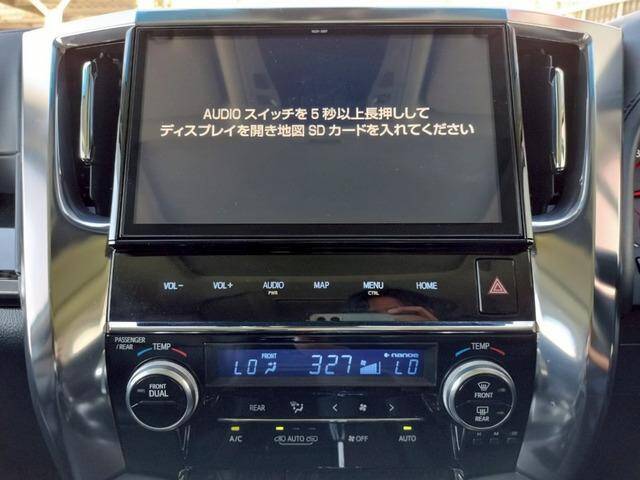 AUDIO スイッチを 5 秒以上長押しして
ディスプレイを開き地図 SD カードを入れてください
VOL- VOL+ AUDIO MAP MENU HOME
PWR CTRL
PASSENGER
/REAR
TEMP
FRONT
LO 3:27 LO
nanoe
TEMP
FRONT
DUAL
FRONT
REAR
REAR
A/C AUTO OFF AUTO
H M